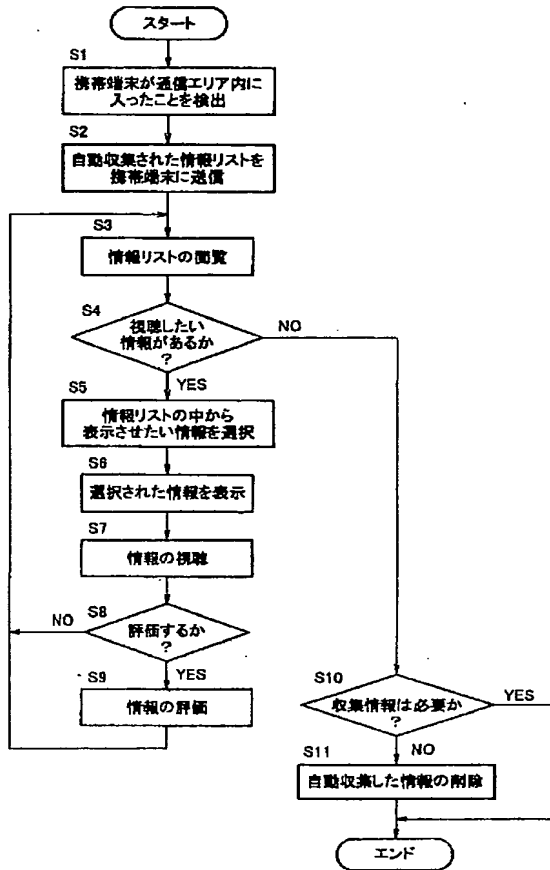 スタート
S1
携帯端末が通信エリア内に
入ったことを検出
S2
自動収集された情報リストを
携帯端末に送信
S3
情報リストの閲覧
S4
視聴したい
情報があるか
?
NO
YES
S5
情報リストの中から
表示させたい情報を選択
S6
選択された情報を表示
S7
情報の視聴
S8
評価するか
?
NO
YES
S9
情報の評価
S10
収集情報は必要か
?
YES
NO
S11
自動収集した情報の削除
エンド